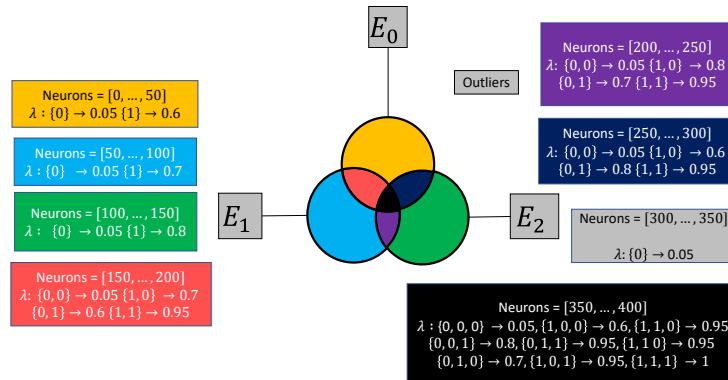 E₀
Outliers
Neurons = [0, … , 50]
λ : {0} → 0.05 {1} → 0.6
Neurons = [50, … , 100]
λ : {0} → 0.05 {1} → 0.7
Neurons = [100, … , 150]
λ : {0} → 0.05 {1} → 0.8
Neurons = [150, … , 200]
λ: {0, 0} → 0.05 {1, 0} → 0.7
{0, 1} → 0.6 {1, 1} → 0.95
E₁
E₂
Neurons = [200, … , 250]
λ: {0, 0} → 0.05 {1, 0} → 0.8
{0, 1} → 0.7 {1, 1} → 0.95
Neurons = [250, … , 300]
λ: {0, 0} → 0.05 {1, 0} → 0.6
{0, 1} → 0.8 {1, 1} → 0.95
Neurons = [300, … , 350]
λ: {0} → 0.05
Neurons = [350, … , 400]
λ : {0, 0, 0} → 0.05, {1, 0, 0} → 0.6, {1, 1, 0} → 0.95
{0, 0, 1} → 0.8, {0, 1, 1} → 0.95, {1, 1 0} → 0.95
{0, 1, 0} → 0.7, {1, 0, 1} → 0.95, {1, 1, 1} → 1